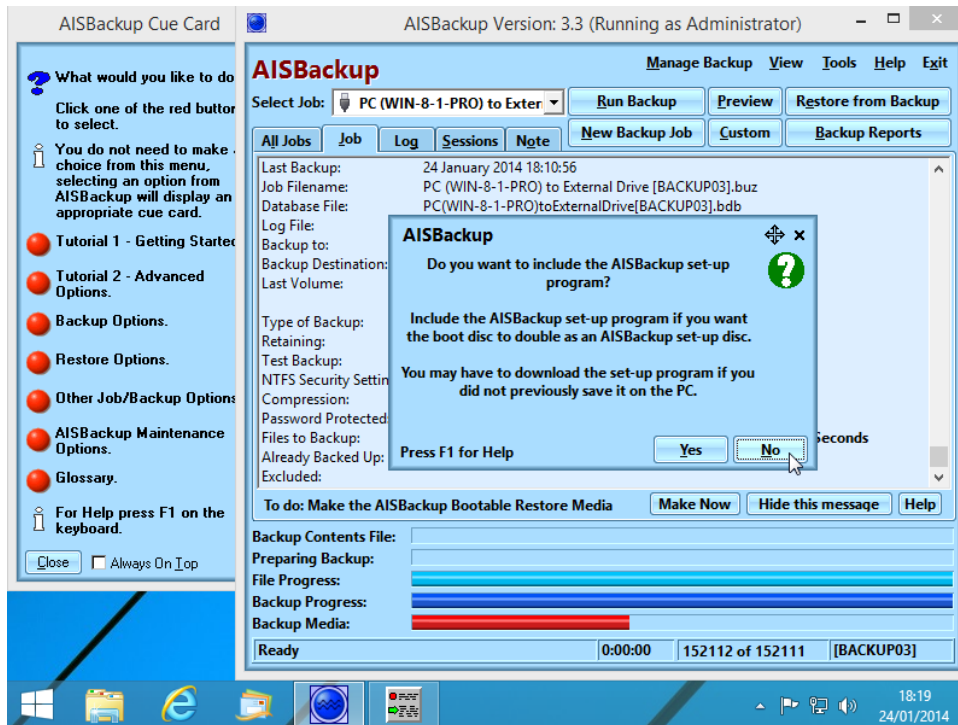 AISBackup Cue Card
What would you like to do
Click one of the red button
to select.
You do not need to make
choice from this menu,
selecting an option from
AISBackup will display an
appropriate cue card.
Tutorial 1 - Getting Started
Tutorial 2 - Advanced
Options.
Backup Options.
Restore Options.
Other Job/Backup Options
AISBackup Maintenance
Options.
Glossary.
For Help press F1 on the
keyboard.
Close
Always On Top
AISBackup Version: 3.3 (Running as Administrator)
AISBackup
Manage Backup View Tools Help Exit
Select Job: PC (WIN-8-1-PRO) to Exter
Run Backup Preview Restore from Backup
New Backup Job Custom Backup Reports
All Jobs Job Log Sessions Note
Last Backup: 24 January 2014 18:10:56
Job Filename: PC (WIN-8-1-PRO) to External Drive [BACKUP03].buz
Database File: PC(WIN-8-1-PRO)toExternalDrive[BACKUP03].bdb
Log File:
Backup to:
Backup Destination:
Last Volume:
Type of Backup:
Retaining:
Test Backup:
NTFS Security Settin
Compression:
Password Protected:
Files to Backup: Seconds
Already Backed Up:
Excluded:
AISBackup
Do you want to include the AISBackup set-up
program?
Include the AISBackup set-up program if you want
the boot disc to double as an AISBackup set-up disc.
You may have to download the set-up program if you
did not previously save it on the PC.
Press F1 for Help
Yes No
To do: Make the AISBackup Bootable Restore Media
Make Now Hide this message Help
Backup Contents File:
Preparing Backup:
File Progress:
Backup Progress:
Backup Media:
Ready 0:00:00 152112 of 152111 [BACKUP03]
18:19
24/01/2014